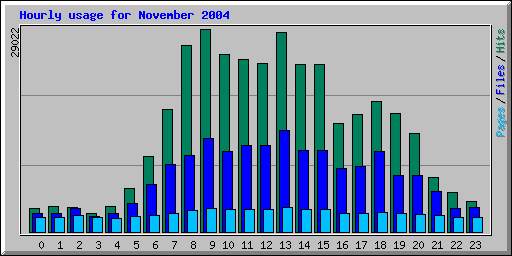 Hourly usage for November 2004
29022
Pages / Files / Hits
0 1 2 3 4 5 6 7 8 9 10 11 12 13 14 15 16 17 18 19 20 21 22 23